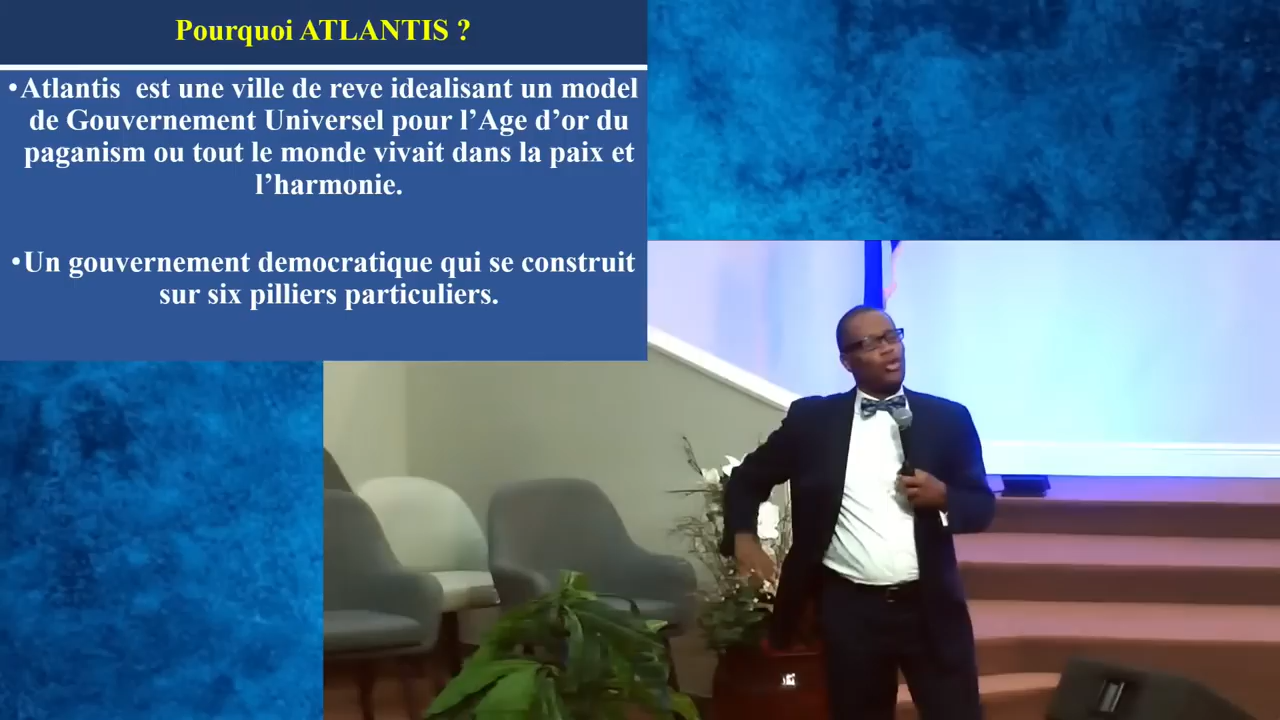 Pourquoi ATLANTIS ?
•Atlantis est une ville de reve idealisant un model
de Gouvernement Universel pour l’Age d’or du
paganism ou tout le monde vivait dans la paix et
l’harmonie.
•Un gouvernement democratique qui se construit
sur six pilliers particuliers.